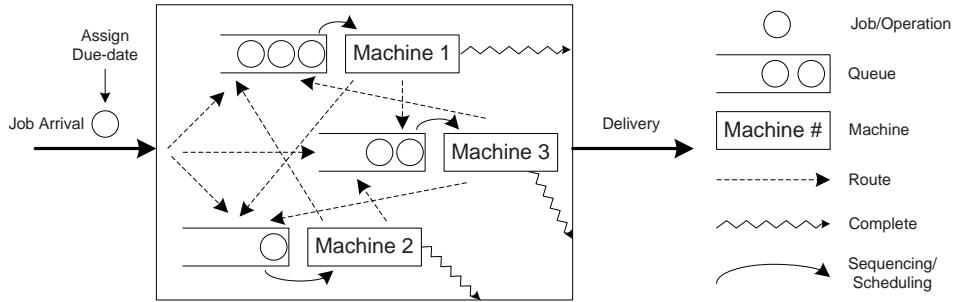 Assign
Due-date
Job Arrival
Machine 1
Machine 3
Machine 2
Delivery
Job/Operation
Queue
Machine #
Machine
Route
Complete
Sequencing/
Scheduling